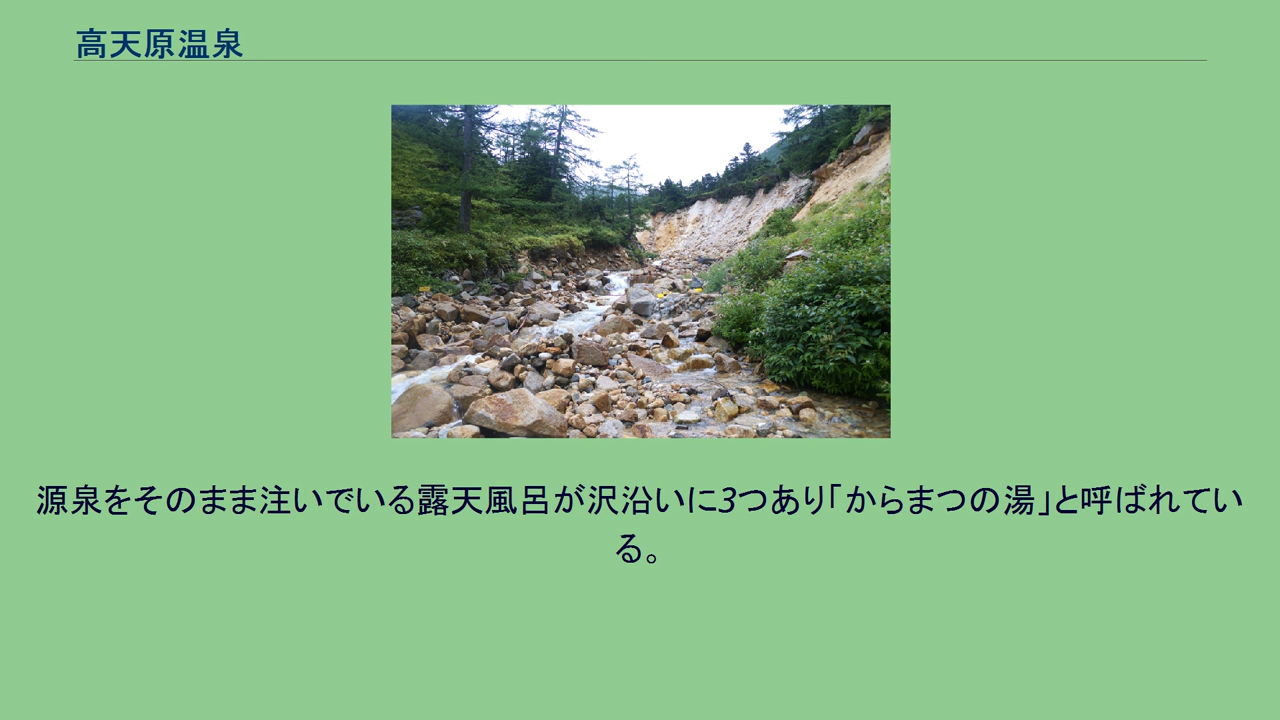 高天原温泉
源泉をそのまま注いでいる露天風呂が沢沿いに3つあり｢からまつの湯｣と呼ばれてい
る。